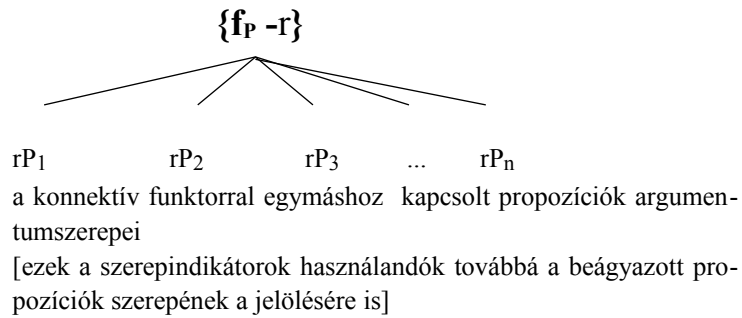 {fP -r}
rP1 rP2 rP3 ... rPn
a konnektív funktorral egymáshoz kapcsolt propozíciók argumen-
tumszerepei
[ezek a szerepindikátorok használandók továbbá a beágyazott pro-
pozíciók szerepének a jelölésére is]